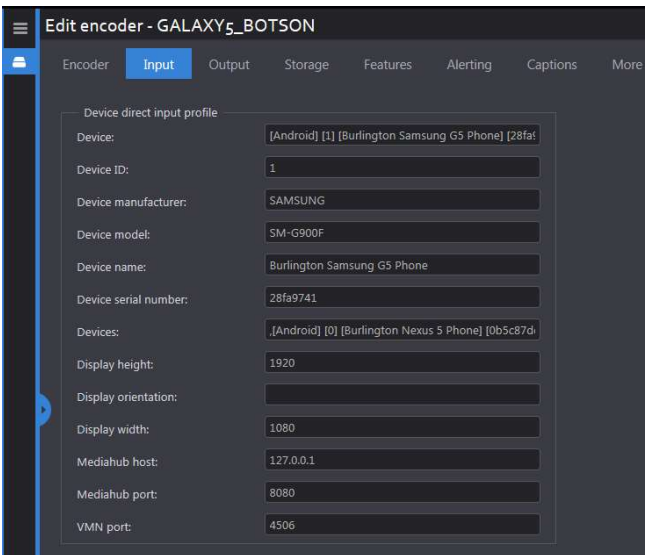 Edit encoder - GALAXY5_BOTSON
Encoder Input Output Storage Features Alerting Captions More
Device direct input profile
Device: [Android] [1] [Burlington Samsung G5 Phone] [28fa9
Device ID: 1
Device manufacturer: SAMSUNG
Device model: SM-G900F
Device name: Burlington Samsung G5 Phone
Device serial number: 28fa9741
Devices: ,[Android] [0] [Burlington Nexus 5 Phone] [0b5c87d
Display height: 1920
Display orientation:
Display width: 1080
Mediahub host: 127.0.0.1
Mediahub port: 8080
VMN port: 4506